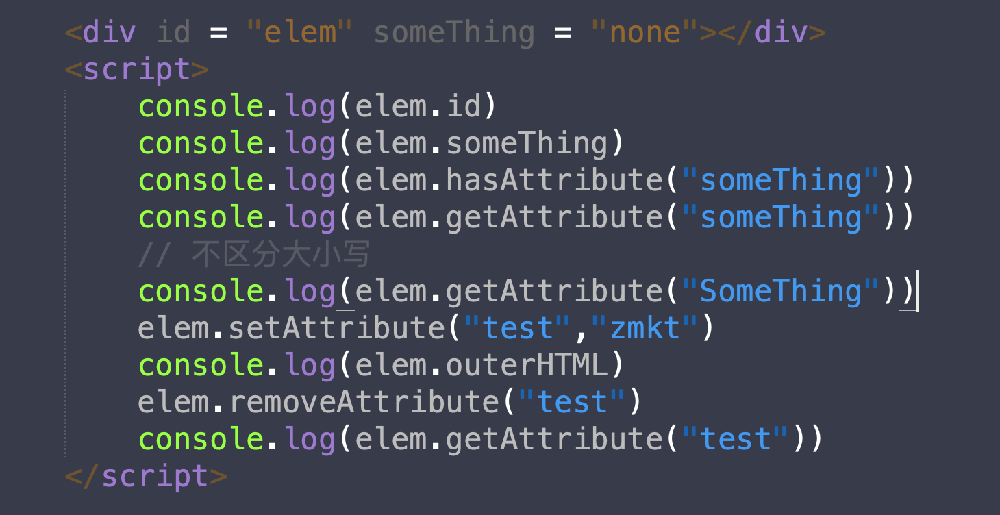 <div id = "elem" someThing = "none"></div>
<script>
console.log(elem.id)
console.log(elem.someThing)
console.log(elem.hasAttribute("someThing"))
console.log(elem.getAttribute("someThing"))
// 不区分大小写
console.log(elem.getAttribute("SomeThing"))
elem.setAttribute("test","zmkt")
console.log(elem.outerHTML)
elem.removeAttribute("test")
console.log(elem.getAttribute("test"))
</script>